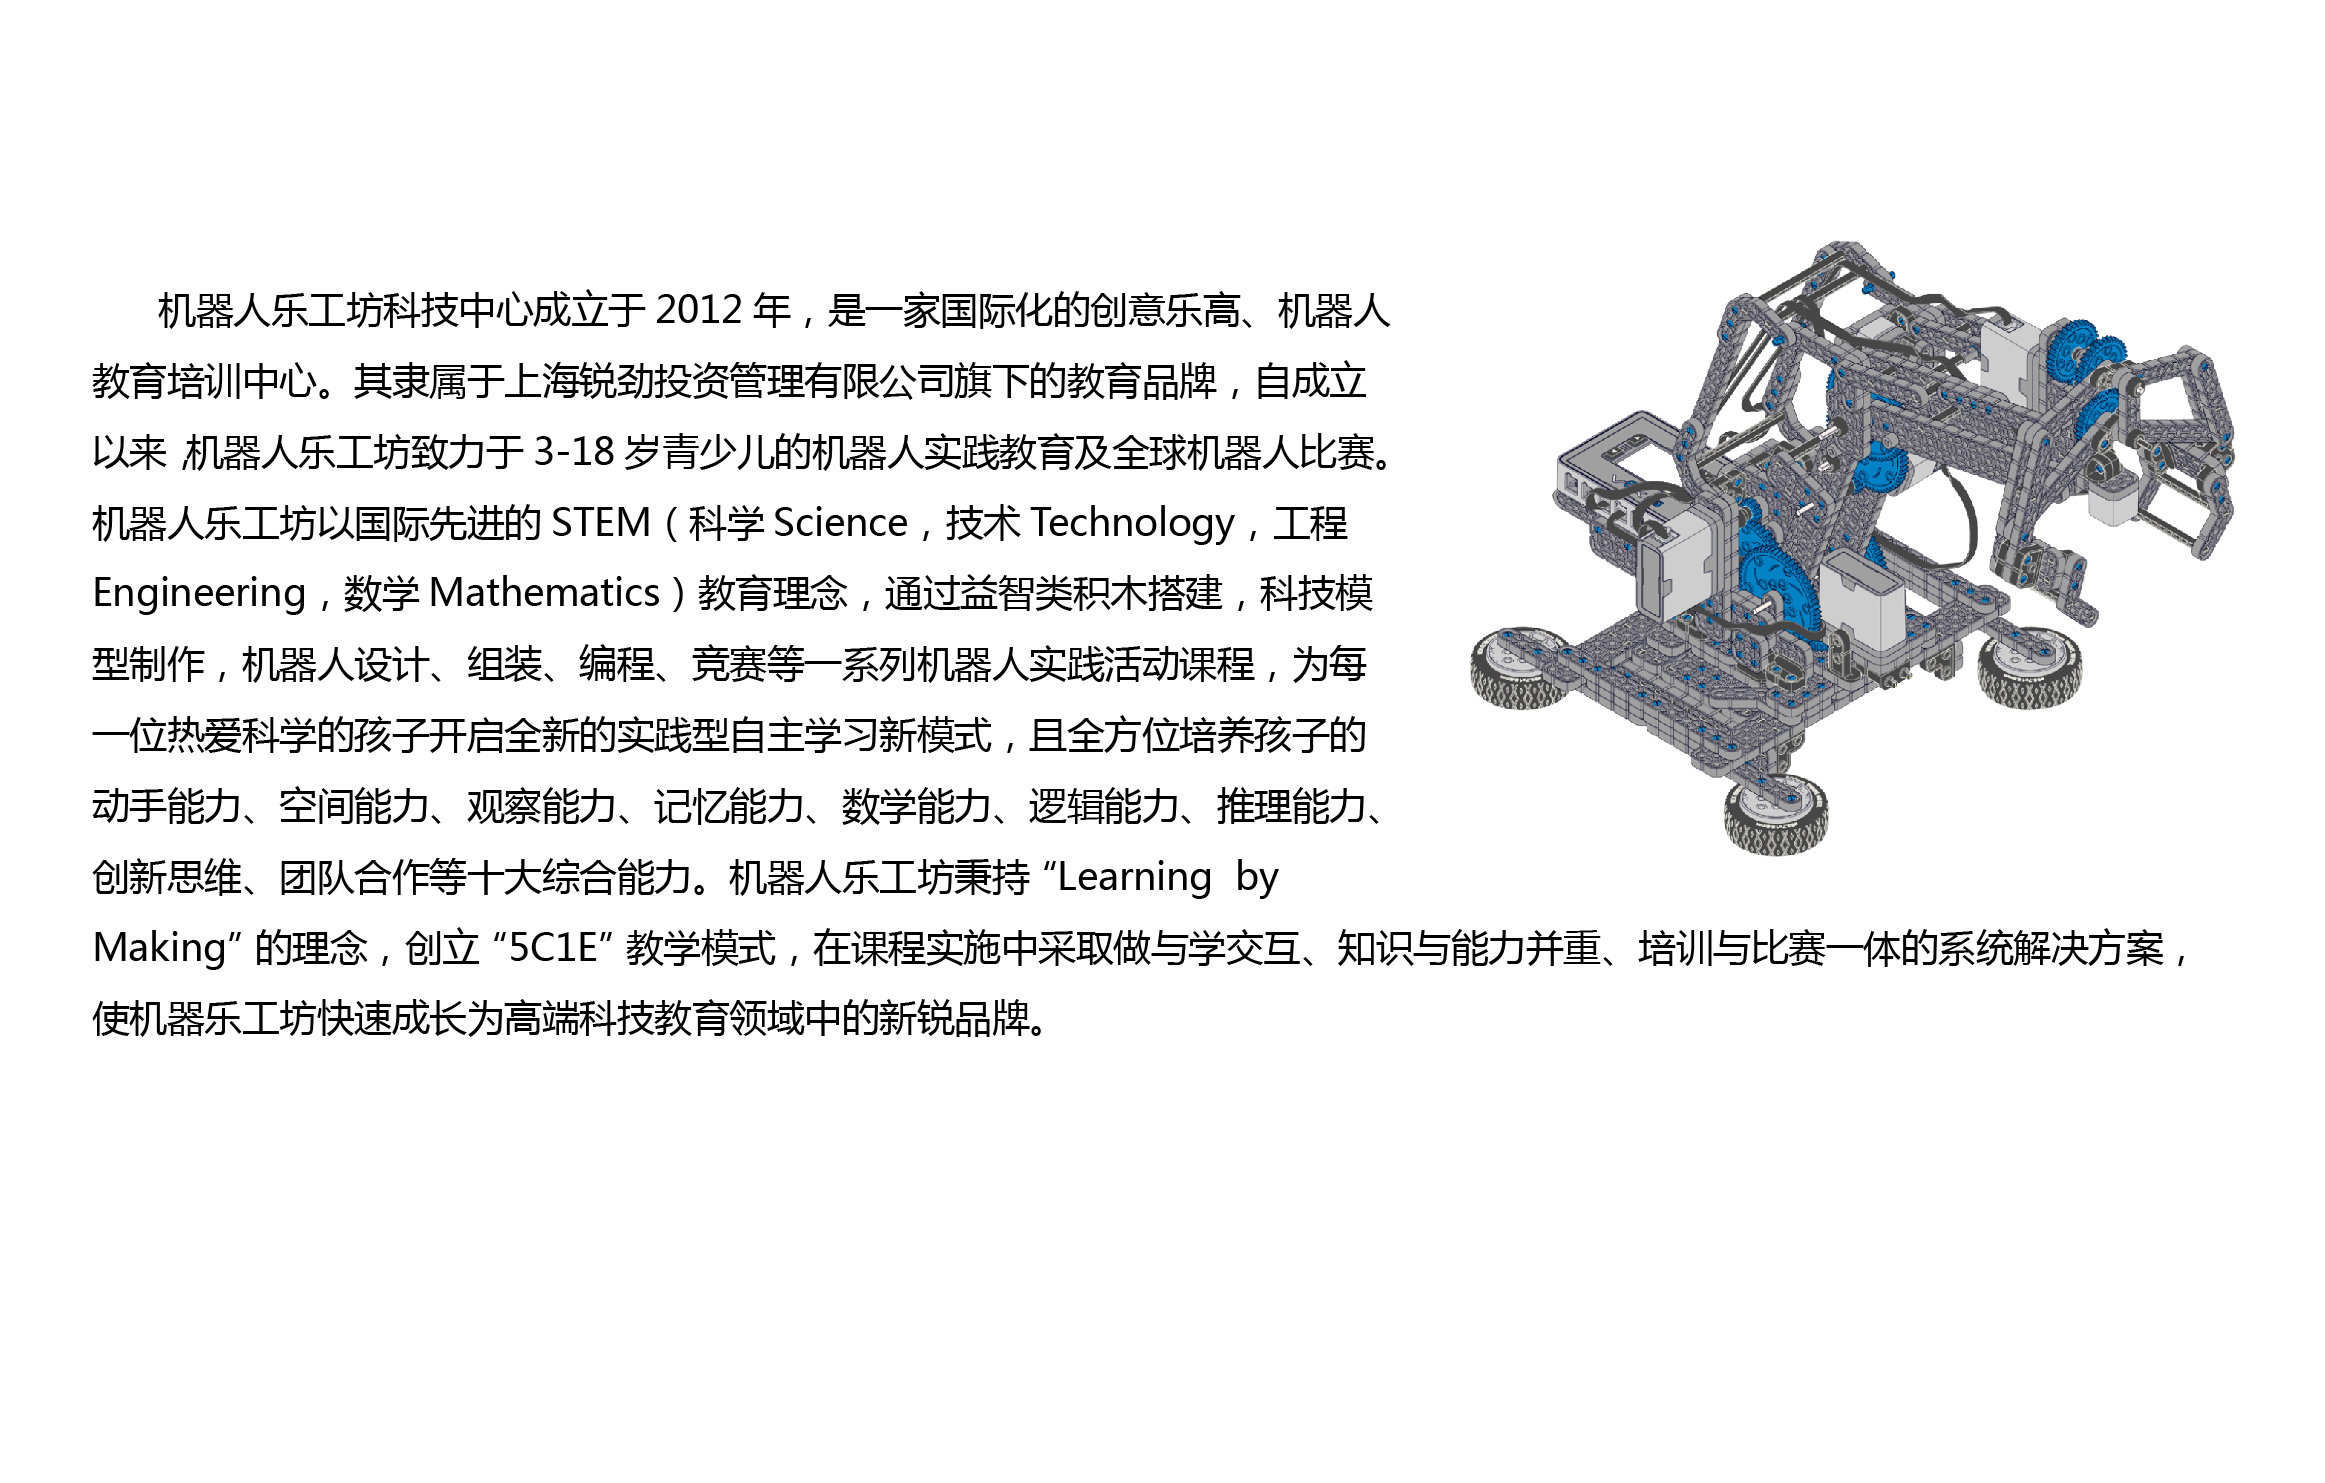 机器人乐工坊科技中心成立于 2012 年，是一家国际化的创意乐高、机器人
教育培训中心。其隶属于上海锐劲投资管理有限公司旗下的教育品牌，自成立
以来，机器人乐工坊致力于 3-18 岁青少儿的机器人实践教育及全球机器人比赛。
机器人乐工坊以国际先进的 STEM（科学 Science，技术 Technology，工程
Engineering，数学 Mathematics）教育理念，通过益智类积木搭建，科技模
型制作，机器人设计、组装、编程、竞赛等一系列机器人实践活动课程，为每
一位热爱科学的孩子开启全新的实践型自主学习新模式，且全方位培养孩子的
动手能力、空间能力、观察能力、记忆能力、数学能力、逻辑能力、推理能力、
创新思维、团队合作等十大综合能力。机器人乐工坊秉持 “Learning by
Making” 的理念，创立 “5C1E” 教学模式，在课程实施中采取做与学交互、知识与能力并重、培训与比赛一体的系统解决方案，
使机器乐工坊快速成长为高端科技教育领域中的新锐品牌。